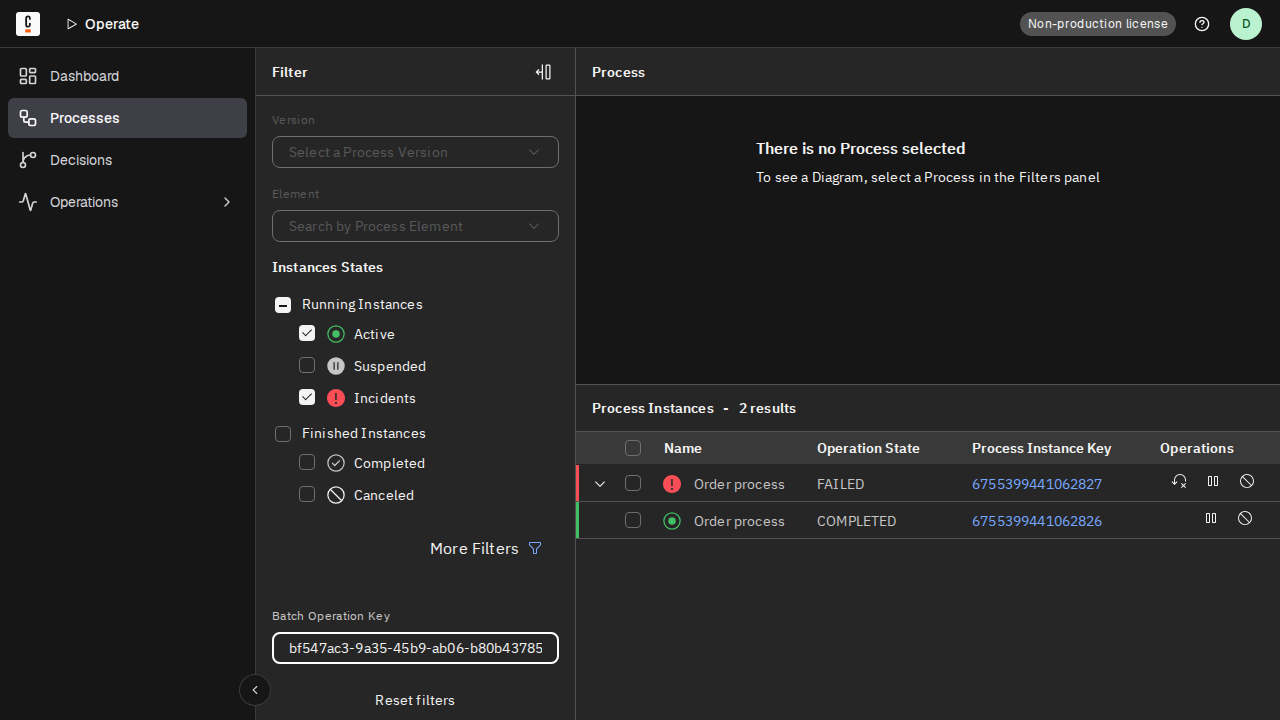 Operate
Non-production license
D
Dashboard
Processes
Decisions
Operations
Filter
Version
Select a Process Version
Element
Search by Process Element
Instances States
Running Instances
Active
Suspended
Incidents
Finished Instances
Completed
Canceled
More Filters
Batch Operation Key
bf547ac3-9a35-45b9-ab06-b80b43785
Reset filters
Process
There is no Process selected
To see a Diagram, select a Process in the Filters panel
Process Instances - 2 results
Name Operation State Process Instance Key Operations
Order process FAILED 6755399441062827
Order process COMPLETED 6755399441062826